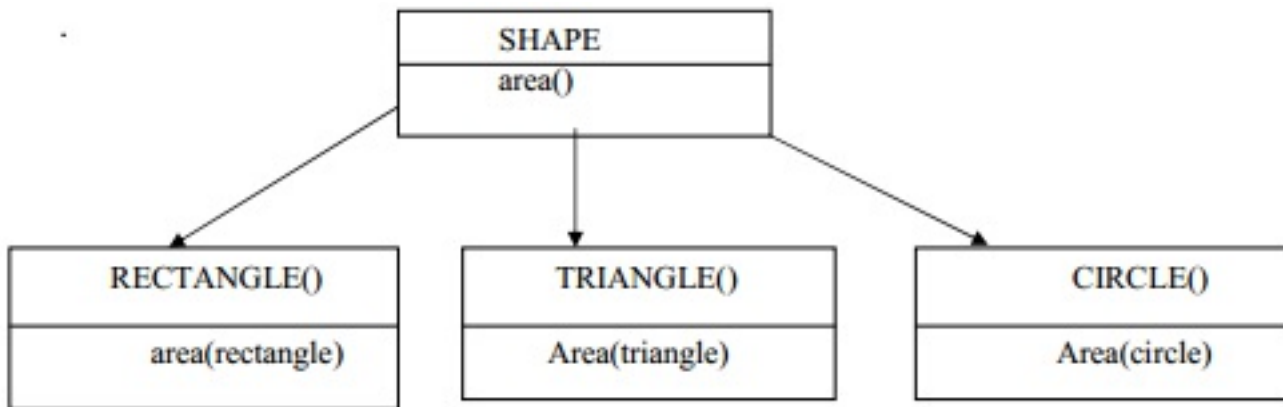 SHAPE
area()
RECTANGLE()
area(rectangle)
TRIANGLE()
Area(triangle)
CIRCLE()
Area(circle)